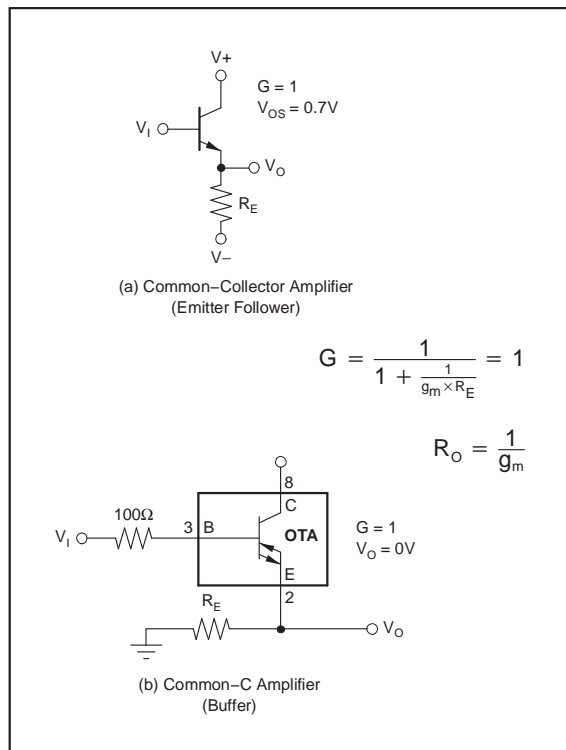 V+
G = 1
V_OS = 0.7V
V_I
V_O
R_E
V−
(a) Common−Collector Amplifier
(Emitter Follower)
G = 1 / (1 + 1 / (g_m × R_E)) = 1
R_O = 1 / g_m
8
C
100Ω
3 B
OTA
G = 1
V_O = 0V
V_I
E
R_E
2
V_O
(b) Common−C Amplifier
(Buffer)